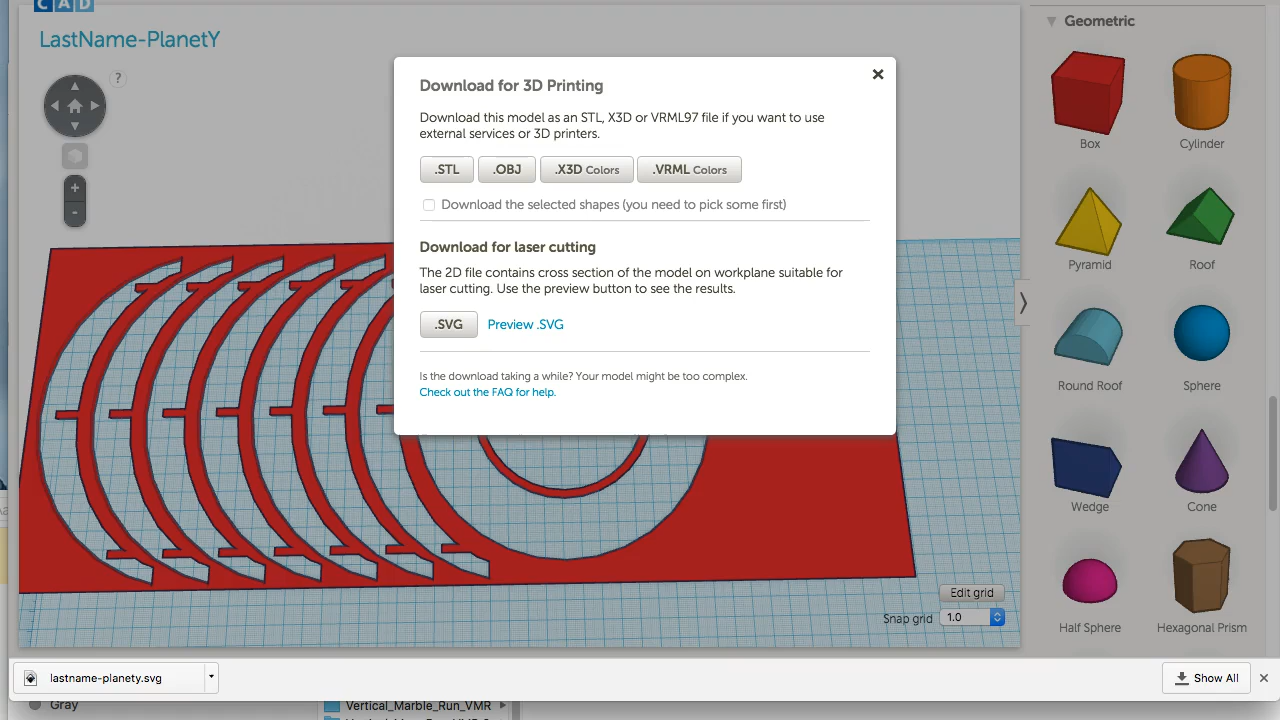 CAD
LastName-PlanetY
?
+
-
Download for 3D Printing
Download this model as an STL, X3D or VRML97 file if you want to use
external services or 3D printers.
.STL
.OBJ
.X3D Colors
.VRML Colors
Download the selected shapes (you need to pick some first)
Download for laser cutting
The 2D file contains cross section of the model on workplane suitable for
laser cutting. Use the preview button to see the results.
.SVG
Preview .SVG
Is the download taking a while? Your model might be too complex.
Check out the FAQ for help.
Geometric
Box
Cylinder
Pyramid
Roof
Round Roof
Sphere
Wedge
Cone
Half Sphere
Hexagonal Prism
Edit grid
Snap grid 1.0
lastname-planety.svg
Show All
Gray
Vertical_Marble_Run_VMR